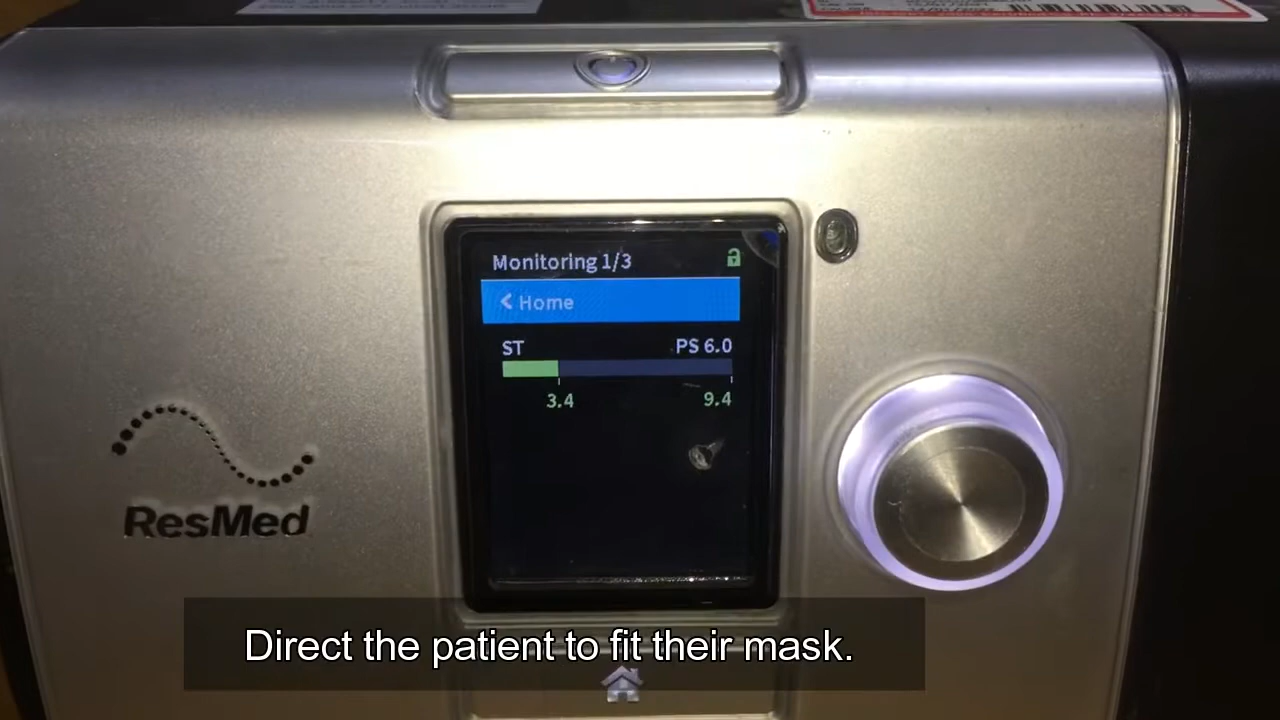 Monitoring 1/3
< Home
ST PS 6.0
3.4 9.4
ResMed
Direct the patient to fit their mask.